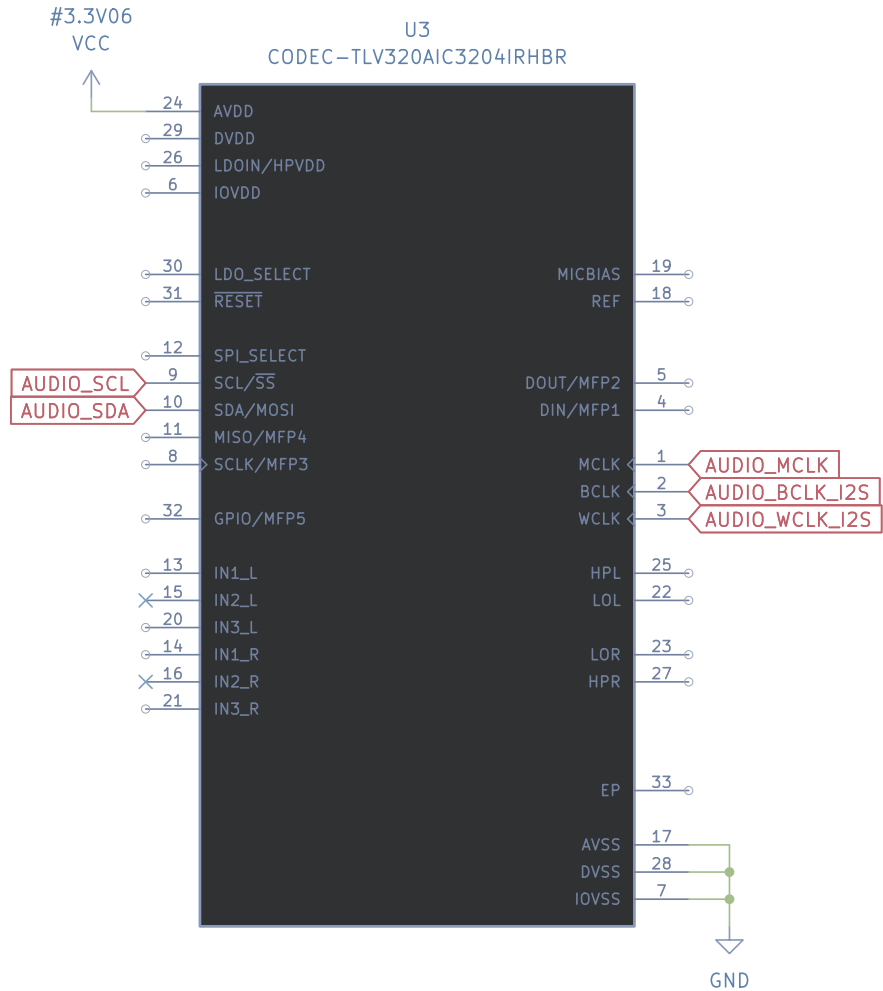 #3.3V06
VCC
U3
CODEC-TLV320AIC3204IRHBR
24 AVDD
29 DVDD
26 LDOIN/HPVDD
6 IOVDD
30 LDO_SELECT MICBIAS 19
31 RESET REF 18
12 SPI_SELECT
AUDIO_SCL 9 SCL/SS DOUT/MFP2 5
AUDIO_SDA 10 SDA/MOSI DIN/MFP1 4
11 MISO/MFP4
8 SCLK/MFP3 MCLK 1 AUDIO_MCLK
BCLK 2 AUDIO_BCLK_I2S
32 GPIO/MFP5 WCLK 3 AUDIO_WCLK_I2S
13 IN1_L HPL 25
15 IN2_L LOL 22
20 IN3_L
14 IN1_R LOR 23
16 IN2_R HPR 27
21 IN3_R
EP 33
AVSS 17
DVSS 28
IOVSS 7
GND